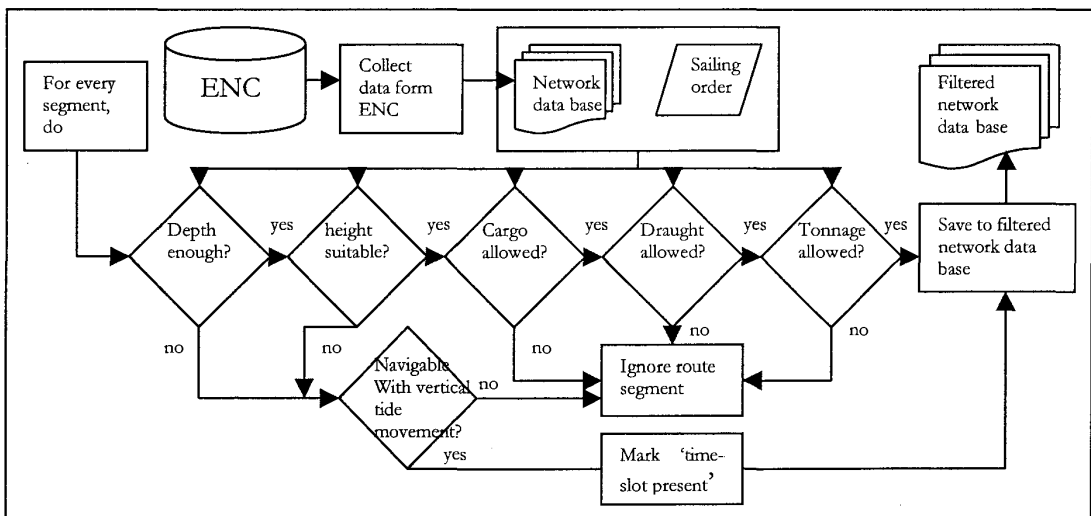 For every
segment,
do
ENC
Collect
data form
ENC
Network
data base
Sailing
order
Filtered
network
data base
Depth
enough?
yes
height
suitable?
yes
Cargo
allowed?
yes
Draught
allowed?
yes
Tonnage
allowed?
yes
Save to filtered
network data
base
no
no
no
no
no
Navigable
With vertical
tide
movement?
no
yes
Ignore route
segment
Mark 'time-
slot present'